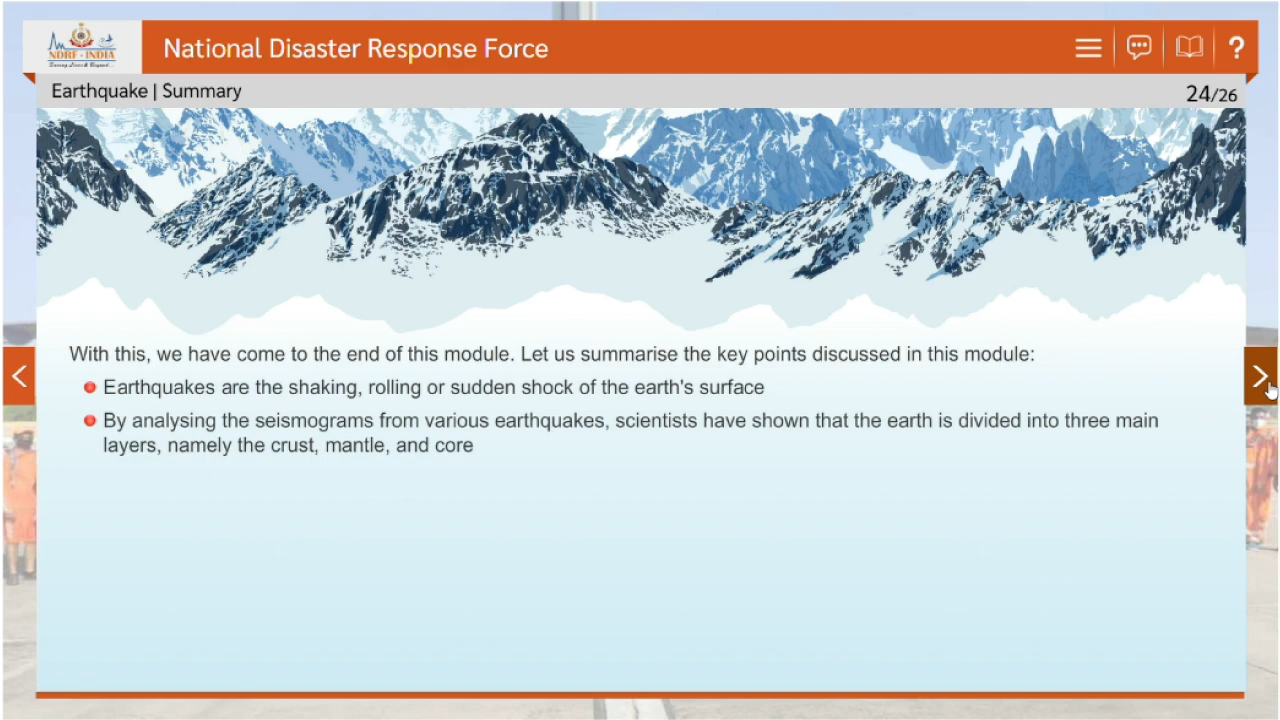 NDRF - INDIA
National Disaster Response Force
?
Earthquake | Summary
24/26
With this, we have come to the end of this module. Let us summarise the key points discussed in this module:
Earthquakes are the shaking, rolling or sudden shock of the earth's surface
By analysing the seismograms from various earthquakes, scientists have shown that the earth is divided into three main
layers, namely the crust, mantle, and core